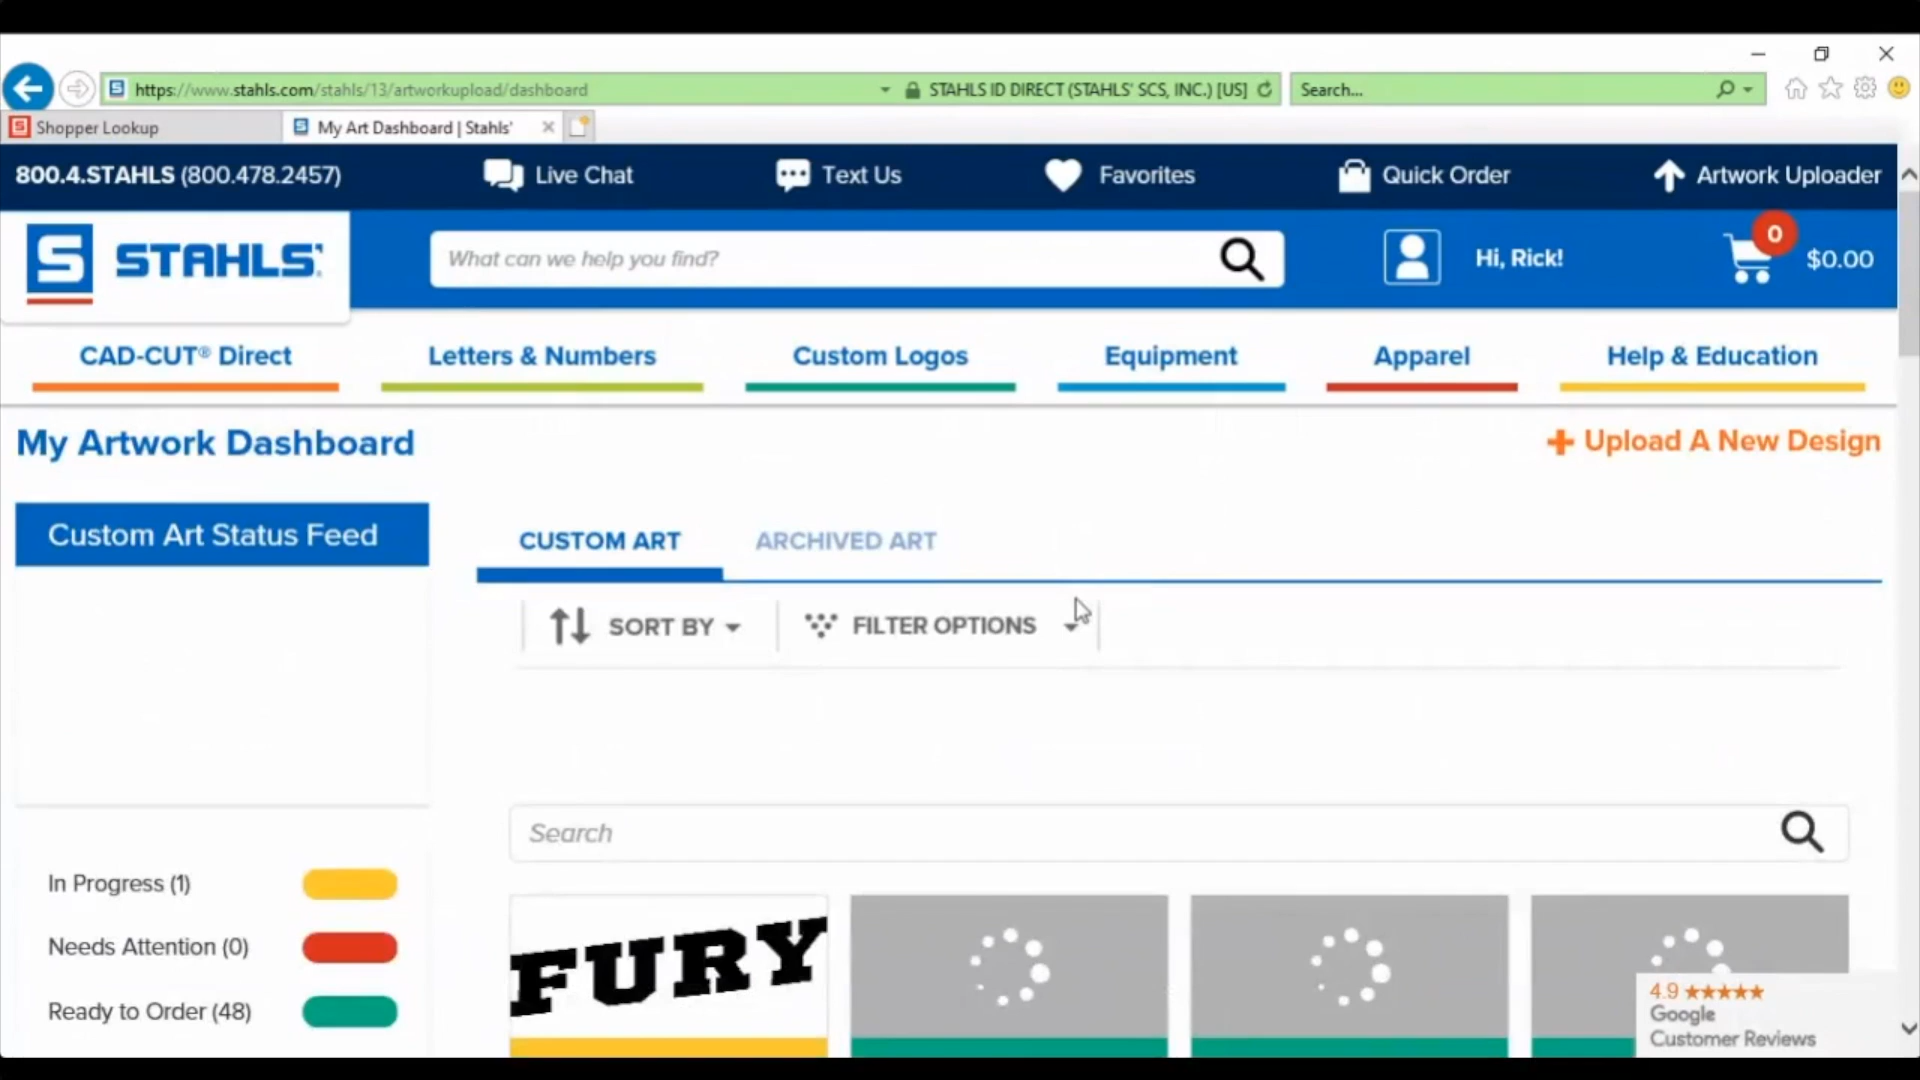 https://www.stahls.com/stahls/13/artworkupload/dashboard
STAHLS ID DIRECT (STAHLS' SCS, INC.) [US]
Search...
Shopper Lookup
My Art Dashboard | Stahls'
800.4.STAHLS (800.478.2457)
Live Chat
Text Us
Favorites
Quick Order
Artwork Uploader
S STAHLS'
What can we help you find?
Hi, Rick!
0
$0.00
CAD-CUT® Direct
Letters & Numbers
Custom Logos
Equipment
Apparel
Help & Education
My Artwork Dashboard
Upload A New Design
Custom Art Status Feed
CUSTOM ART
ARCHIVED ART
SORT BY
FILTER OPTIONS
Search
In Progress (1)
Needs Attention (0)
Ready to Order (48)
FURY
4.9 ★★★★★
Google
Customer Reviews